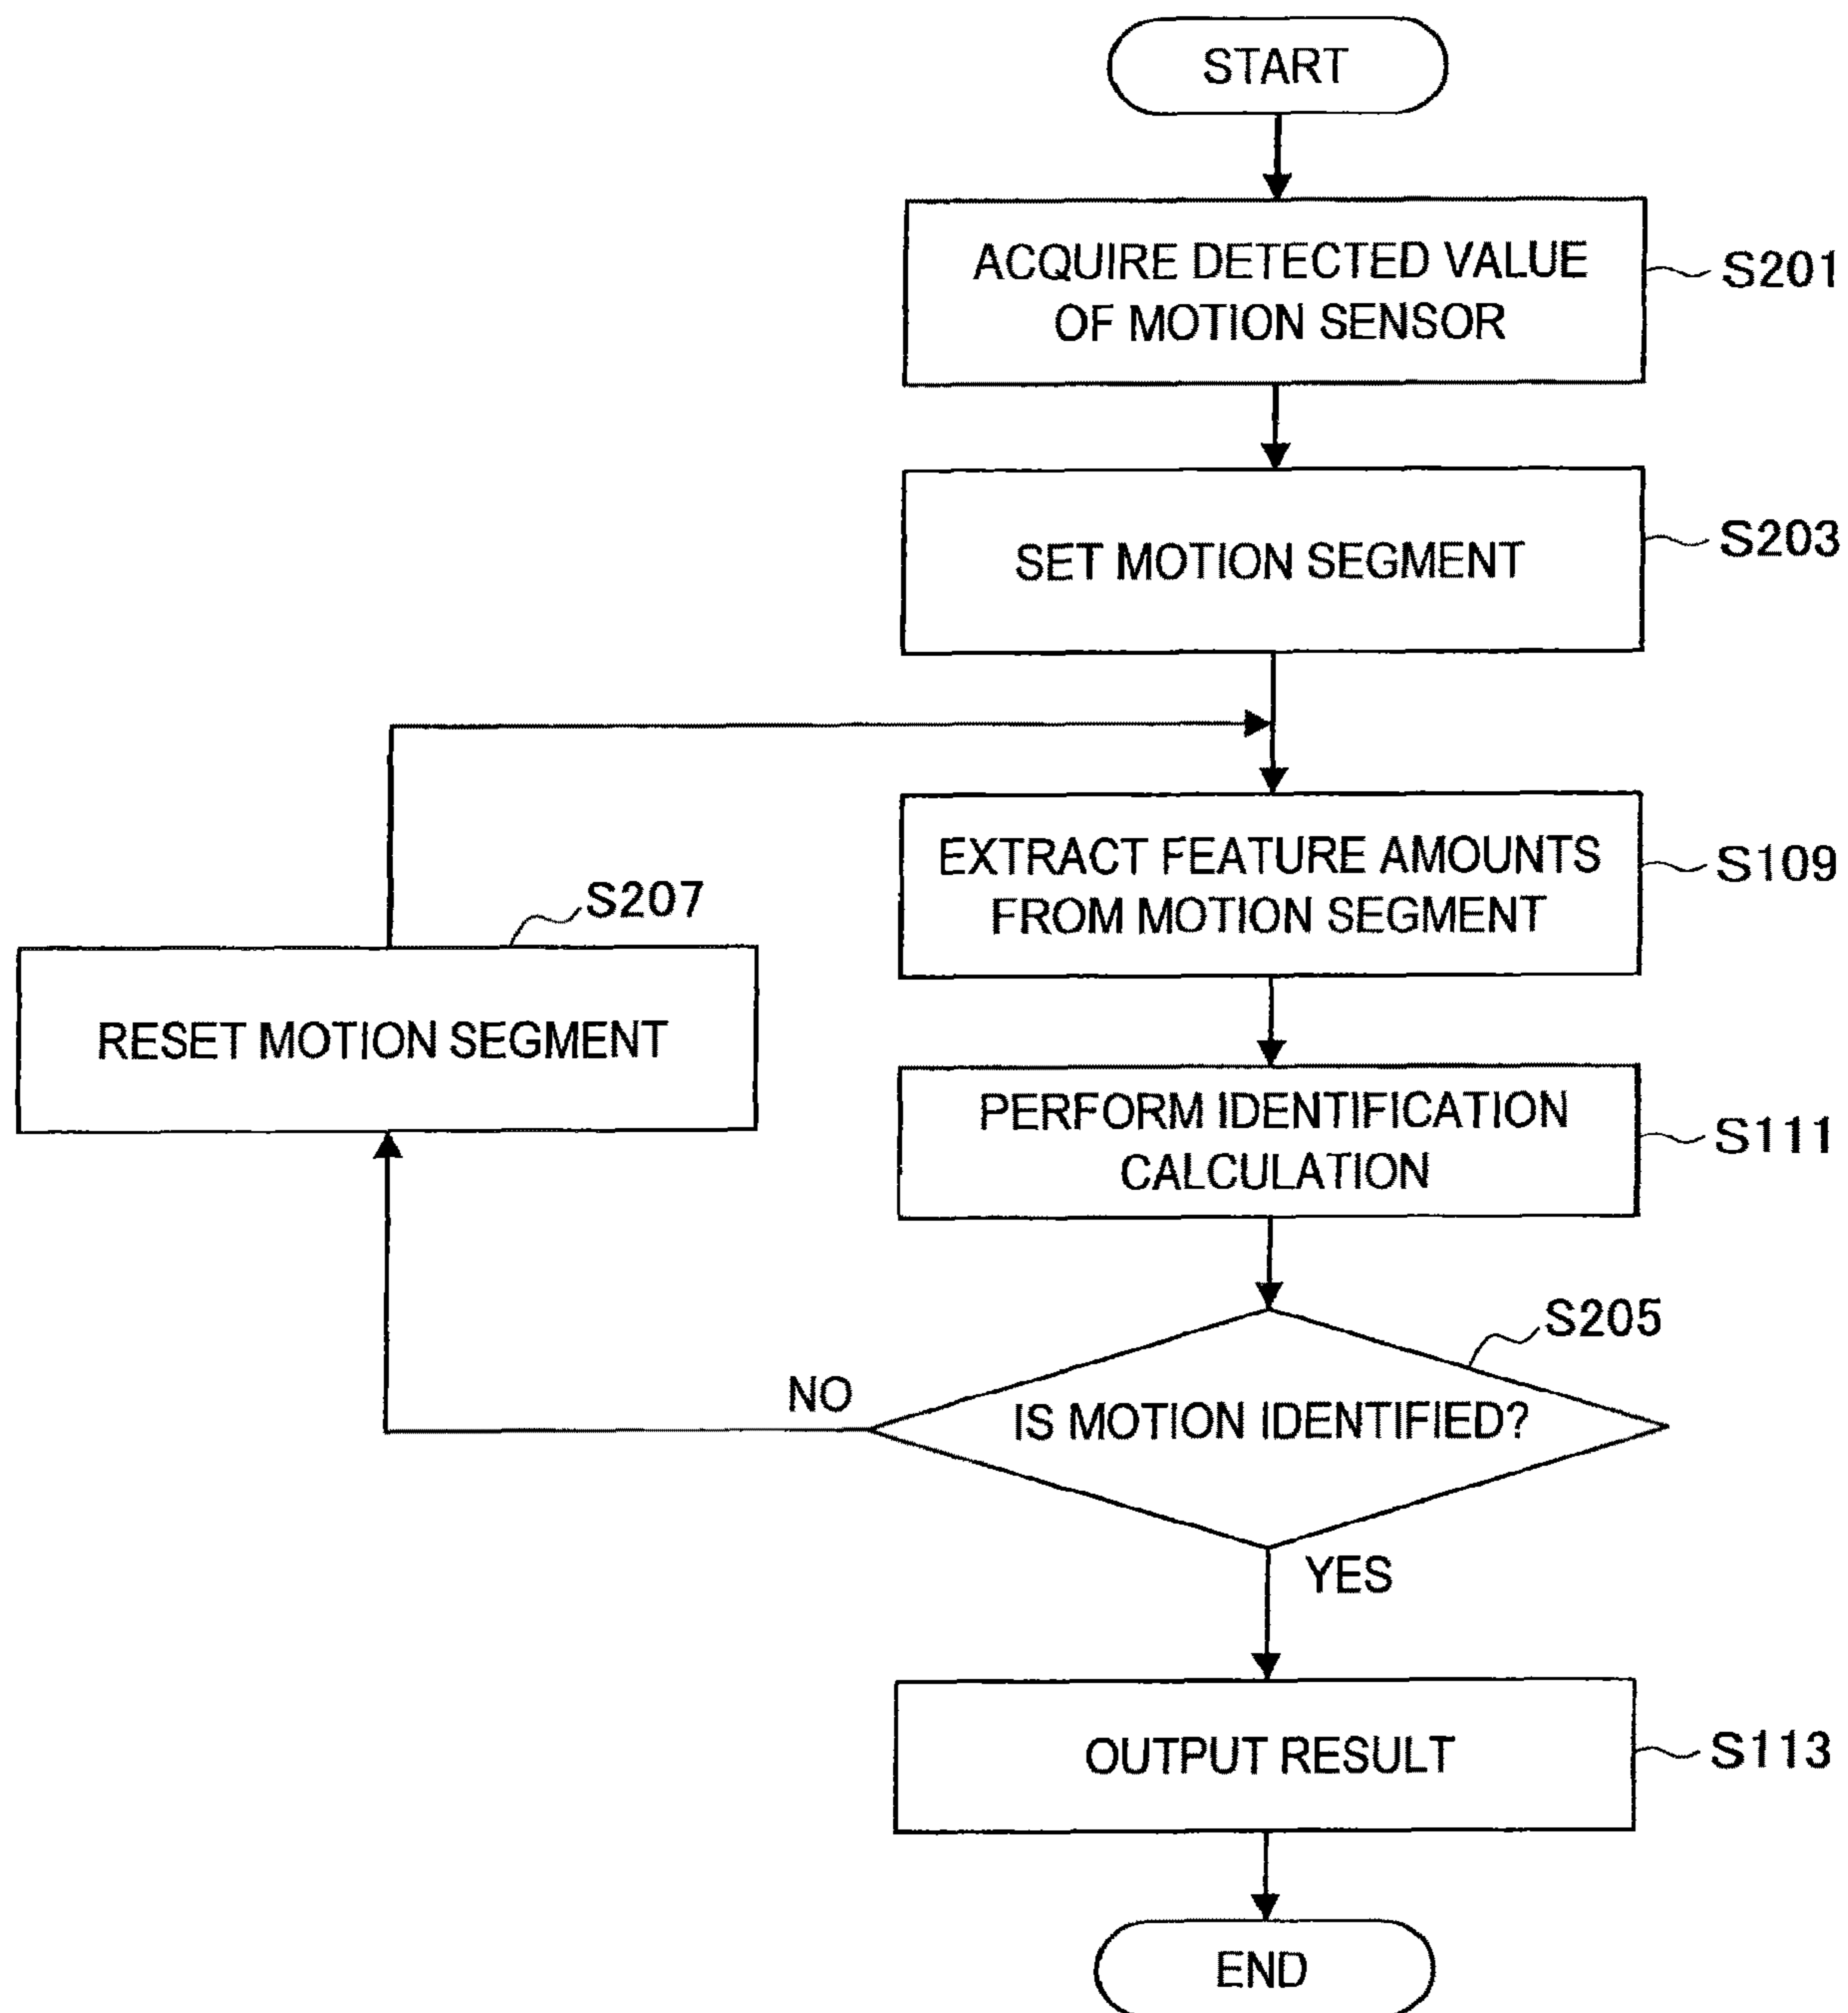 START
ACQUIRE DETECTED VALUE
OF MOTION SENSOR
S201
SET MOTION SEGMENT
S203
EXTRACT FEATURE AMOUNTS
FROM MOTION SEGMENT
S109
S207
RESET MOTION SEGMENT
PERFORM IDENTIFICATION
CALCULATION
S111
S205
NO
IS MOTION IDENTIFIED?
YES
OUTPUT RESULT
S113
END